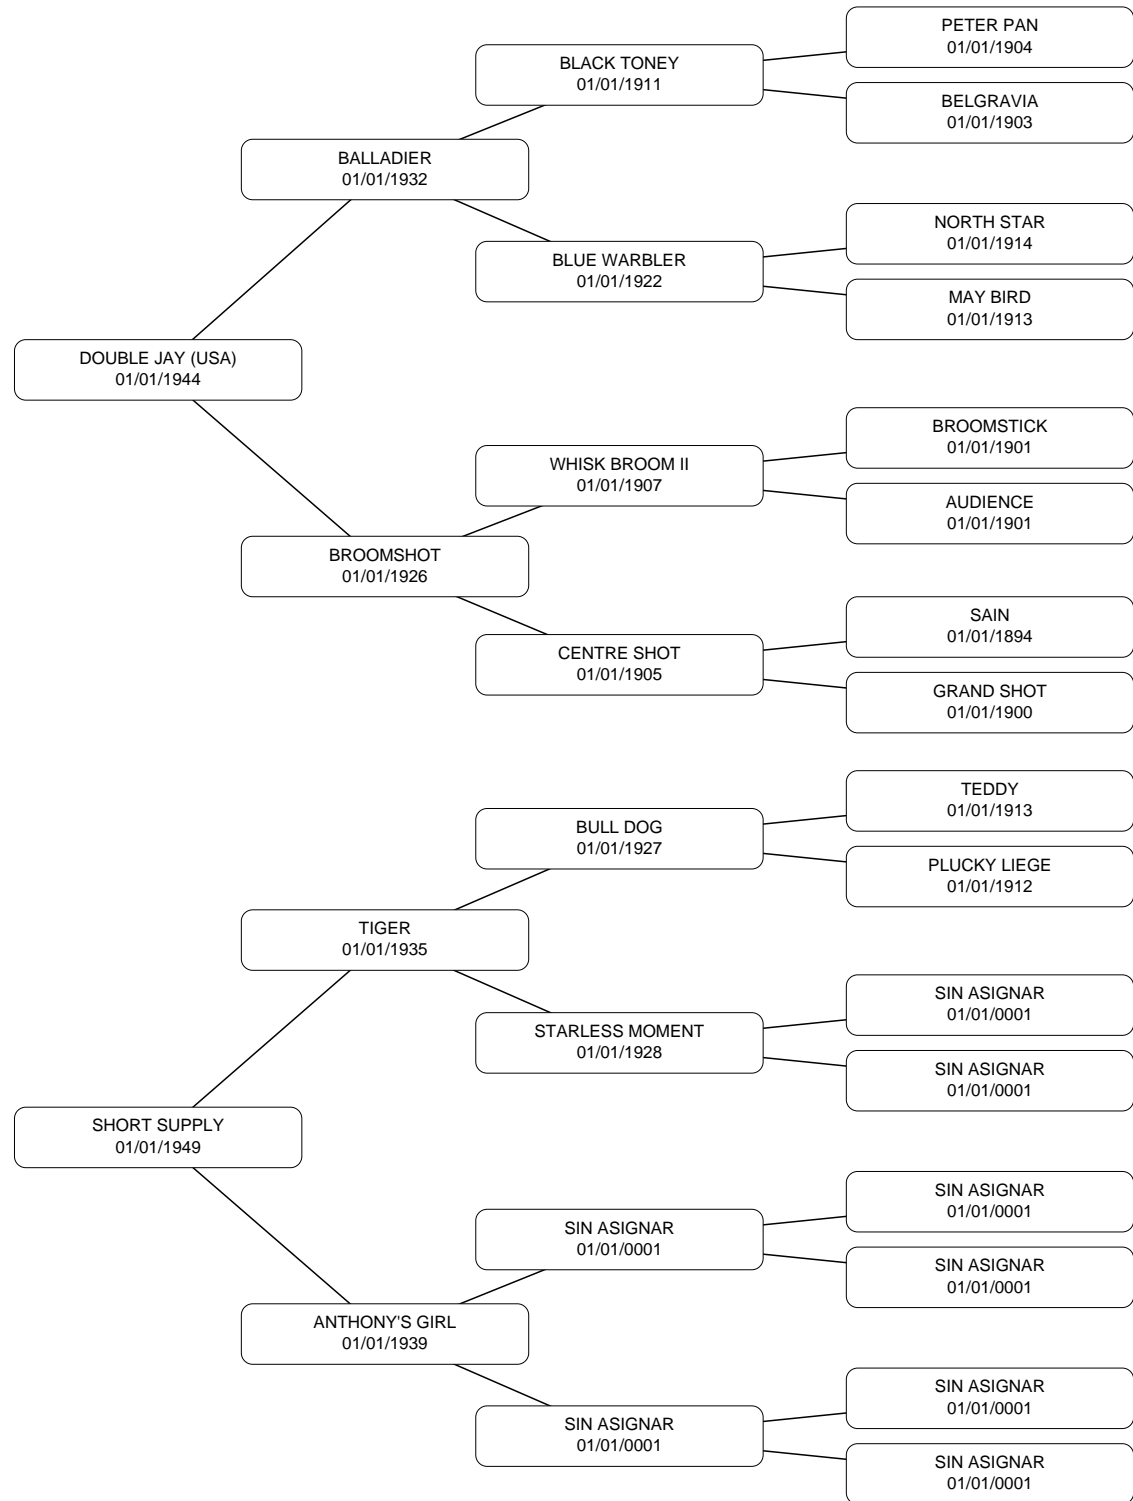 PETER PAN
01/01/1904
BLACK TONEY
01/01/1911
BELGRAVIA
01/01/1903
BALLADIER
01/01/1932
NORTH STAR
01/01/1914
BLUE WARBLER
01/01/1922
MAY BIRD
01/01/1913
DOUBLE JAY (USA)
01/01/1944
BROOMSTICK
01/01/1901
WHISK BROOM II
01/01/1907
AUDIENCE
01/01/1901
BROOMSHOT
01/01/1926
SAIN
01/01/1894
CENTRE SHOT
01/01/1905
GRAND SHOT
01/01/1900
TEDDY
01/01/1913
BULL DOG
01/01/1927
PLUCKY LIEGE
01/01/1912
TIGER
01/01/1935
SIN ASIGNAR
01/01/0001
STARLESS MOMENT
01/01/1928
SIN ASIGNAR
01/01/0001
SHORT SUPPLY
01/01/1949
SIN ASIGNAR
01/01/0001
SIN ASIGNAR
01/01/0001
SIN ASIGNAR
01/01/0001
ANTHONY'S GIRL
01/01/1939
SIN ASIGNAR
01/01/0001
SIN ASIGNAR
01/01/0001
SIN ASIGNAR
01/01/0001